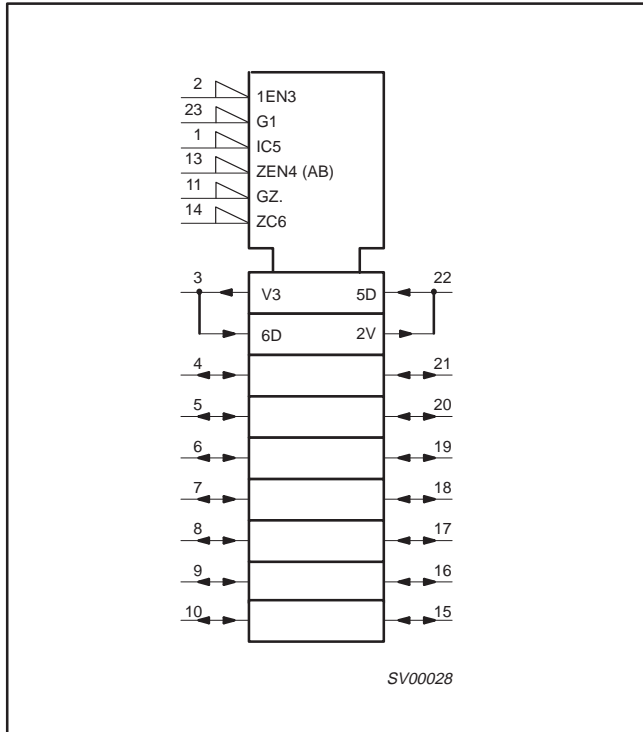 2 1EN3
23 G1
1 IC5
13 ZEN4 (AB)
11 GZ.
14 ZC6
3 V3 5D 22
6D 2V
4 21
5 20
6 19
7 18
8 17
9 16
10 15
SV00028